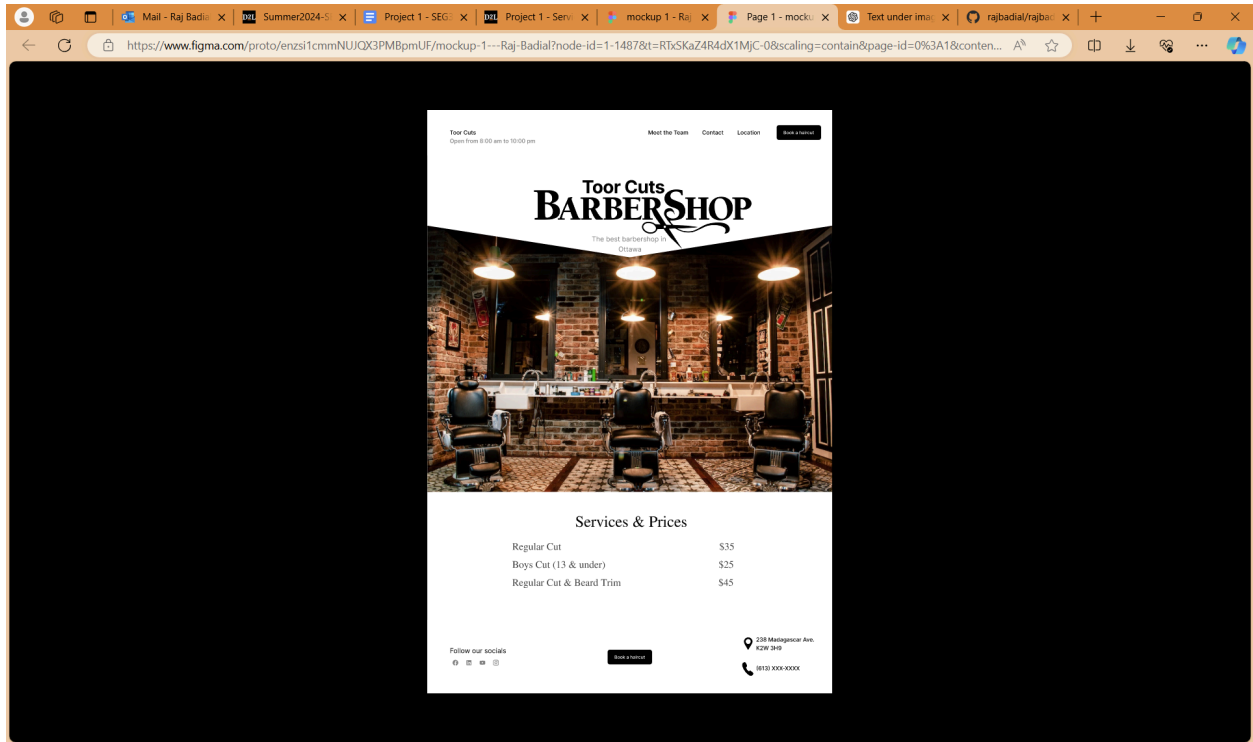 Mail - Raj Badia
Summer2024-S
Project 1 - SEG3
Project 1 - Servi
mockup 1 - Raj
Page 1 - mocku
Text under imag
rajbadial/rajbad
https://www.figma.com/proto/enzsi1cmmNUJQX3PMBpmUF/mockup-1---Raj-Badial?node-id=1-1487&t=RTxSKaZ4R4dX1MjC-0&scaling=contain&page-id=0%3A1&conten...
Toor Cuts
Open from 8:00 am to 10:00 pm
Meet the Team
Contact
Location
Book a haircut
Toor Cuts
BARBERSHOP
The best barbershop in
Ottawa
Services & Prices
Regular Cut $35
Boys Cut (13 & under) $25
Regular Cut & Beard Trim $45
Follow our socials
Book a haircut
238 Madagascar Ave.
K2W 3H9
(613) XXX-XXXX